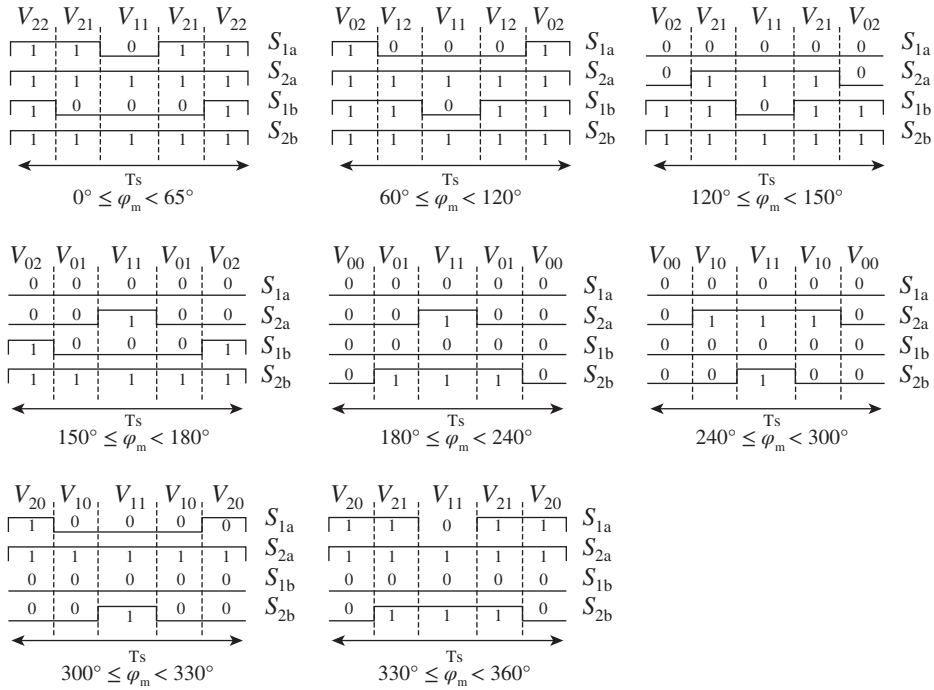 V22 V21 V11 V21 V22
1 1 0 1 1 S1a
1 1 1 1 1 S2a
1 0 0 0 1 S1b
1 1 1 1 1 S2b
Ts
0° ≤ φm < 65°
V02 V12 V11 V12 V02
1 0 0 0 1 S1a
1 1 1 1 1 S2a
1 1 0 1 1 S1b
1 1 1 1 1 S2b
Ts
60° ≤ φm < 120°
V02 V21 V11 V21 V02
0 0 0 0 0 S1a
0 1 1 1 0 S2a
1 1 0 1 1 S1b
1 1 1 1 1 S2b
Ts
120° ≤ φm < 150°
V02 V01 V11 V01 V02
0 0 0 0 0 S1a
0 0 1 0 0 S2a
1 0 0 0 1 S1b
1 1 1 1 1 S2b
Ts
150° ≤ φm < 180°
V00 V01 V11 V01 V00
0 0 0 0 0 S1a
0 0 1 0 0 S2a
0 0 0 0 0 S1b
0 1 1 1 0 S2b
Ts
180° ≤ φm < 240°
V00 V10 V11 V10 V00
0 0 0 0 0 S1a
0 1 1 1 0 S2a
0 0 0 0 0 S1b
0 0 1 0 0 S2b
Ts
240° ≤ φm < 300°
V20 V10 V11 V10 V20
1 0 0 0 0 S1a
1 1 1 1 1 S2a
0 0 0 0 0 S1b
0 0 1 0 0 S2b
Ts
300° ≤ φm < 330°
V20 V21 V11 V21 V20
1 1 0 1 1 S1a
1 1 1 1 1 S2a
0 0 0 0 0 S1b
0 1 1 1 0 S2b
Ts
330° ≤ φm < 360°